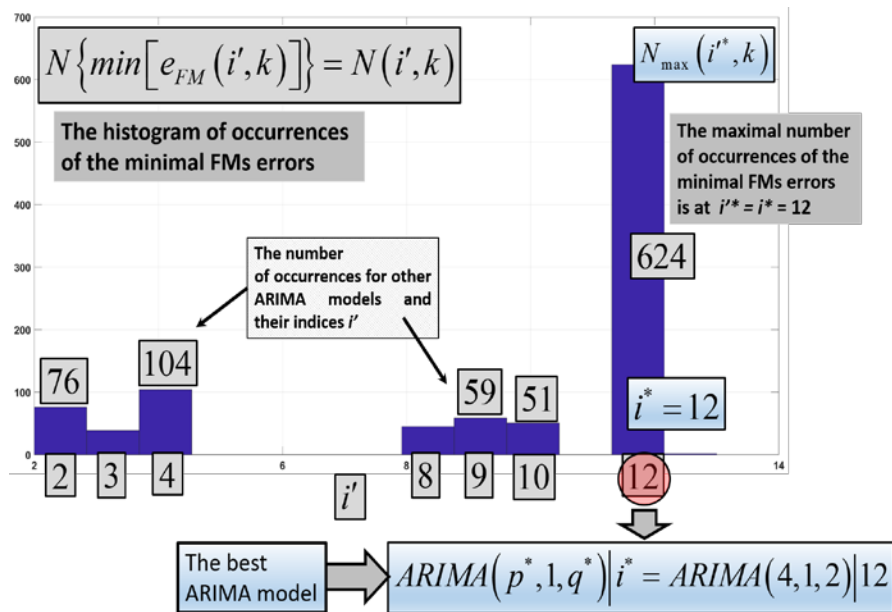 700
N{min[e_FM(i′,k)]} = N(i′,k)
N_max(i′*,k)
600
The histogram of occurrences
of the minimal FMs errors
The maximal number
of occurrences of the
minimal FMs errors
is at i′* = i* = 12
500
400
The number
of occurrences for other
ARIMA models and
their indices i′
624
300
200
104
76
100
59
51
i* = 12
0
2
6
8
14
2
3
4
i′
8
9
10
12
The best
ARIMA model
ARIMA(p*,1,q*)|i* = ARIMA(4,1,2)|12